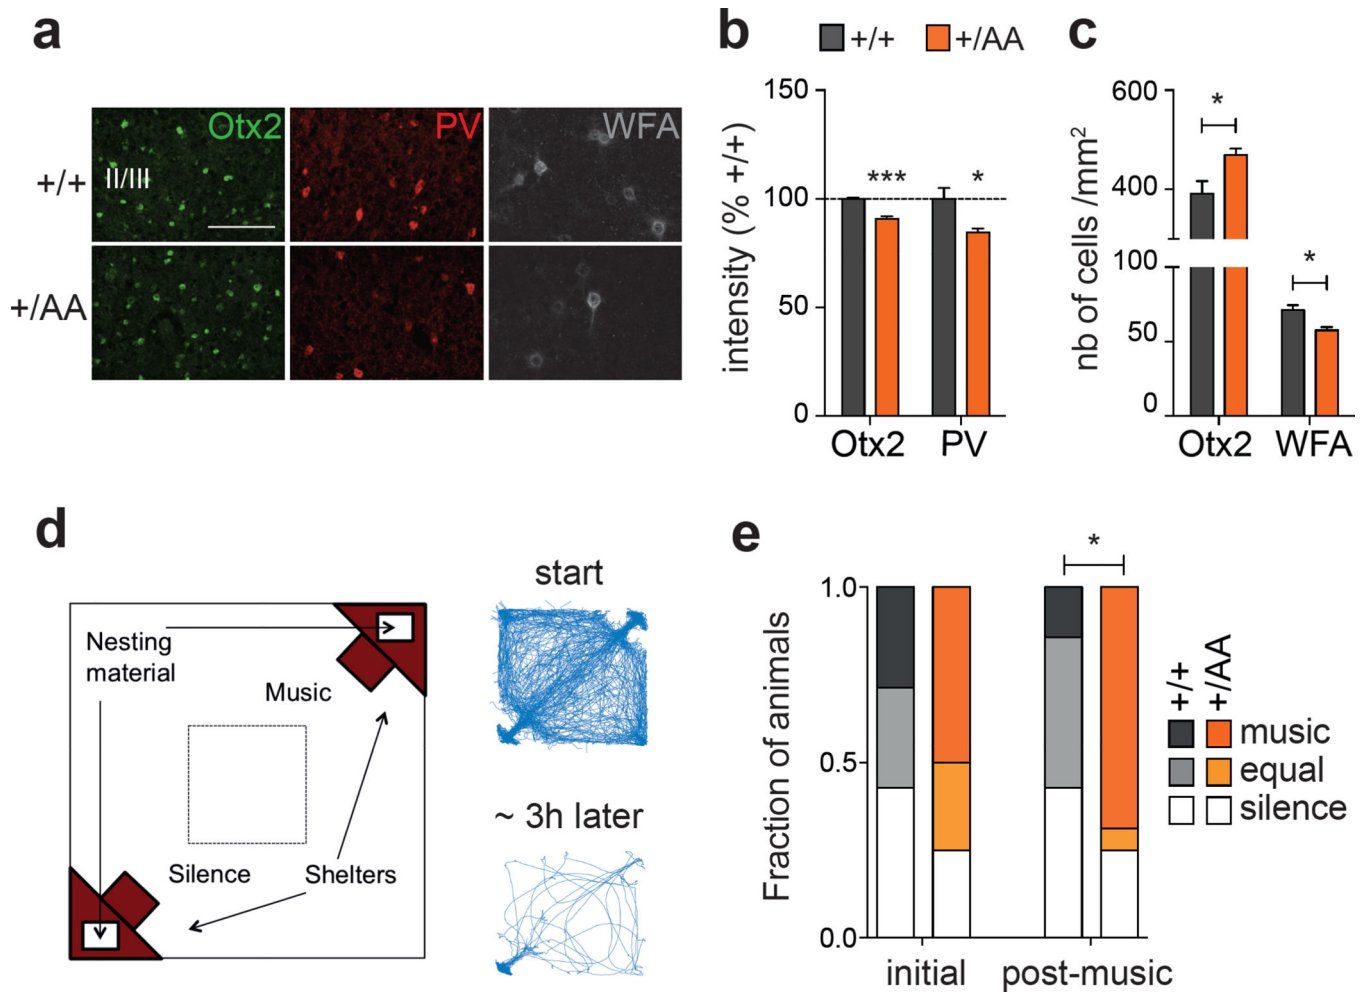 a
Otx2 PV WFA
+/+
II/III
+/AA
b
+/+ +/AA
intensity (% +/+)
150
100
50
0
*** *
Otx2 PV
c
nb of cells /mm²
600
400
100
50
0
*
*
Otx2 WFA
d
Nesting
material
Music
Silence
Shelters
start
~ 3h later
e
Fraction of animals
1.0
0.5
0.0
*
initial post-music
+/+ +/AA
music
equal
silence